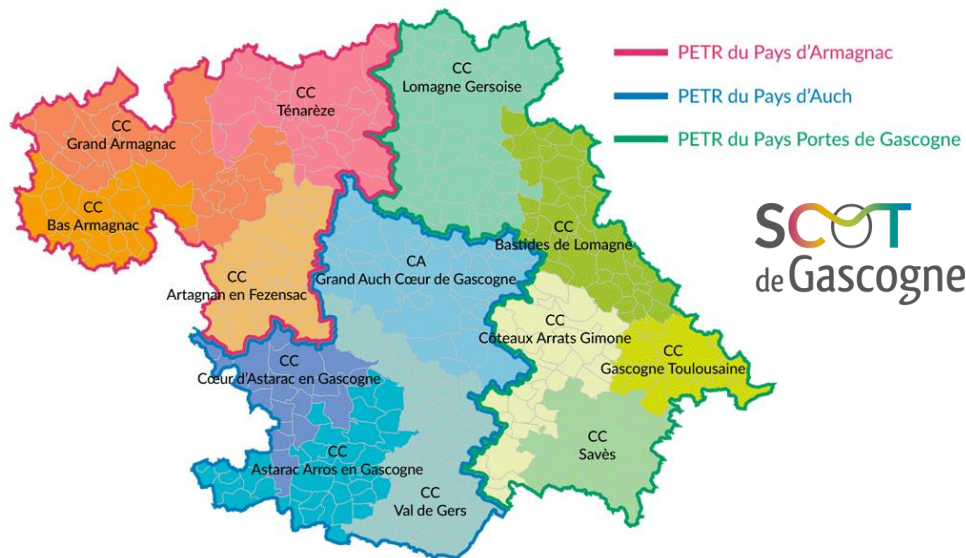 PETR du Pays d'Armagnac
PETR du Pays d'Auch
PETR du Pays Portes de Gascogne
SCOT
de Gascogne
CC
Lomagne Gersoise
CC
Ténarèze
CC
Grand Armagnac
CC
Bas Armagnac
CC
Bastides de Lomagne
CA
Grand Auch Cœur de Gascogne
CC
Artagnan en Fezensac
CC
Côteaux Arrats Gimone
CC
Gascogne Toulousaine
CC
Cœur d'Astarac en Gascogne
CC
Savès
CC
Astarac Arros en Gascogne
CC
Val de Gers